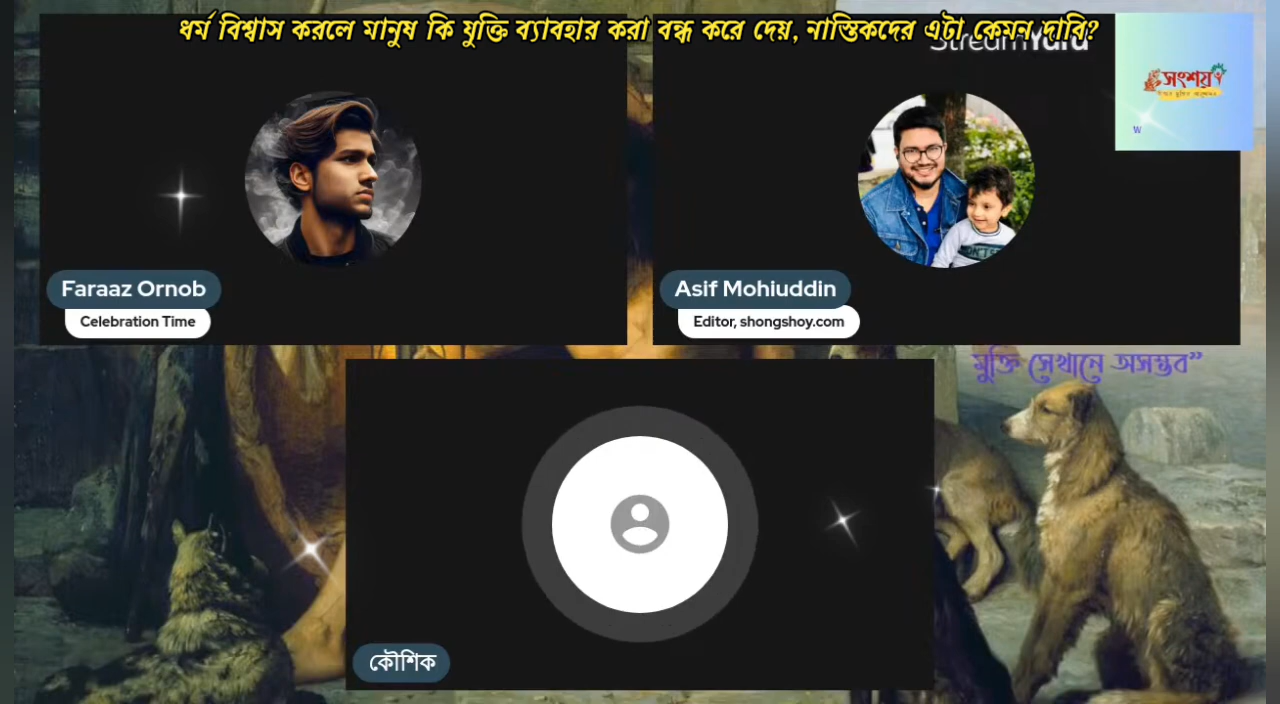 ধর্ম বিশ্বাস করলে মানুষ কি যুক্তি ব্যাবহার করা বন্ধ করে দেয়, নাস্তিকদের এটা কেমন দাবি?
StreamYard
সংশয়
W
Faraaz Ornob
Celebration Time
Asif Mohiuddin
Editor, shongshoy.com
মুক্তি সেখানে অসম্ভব”
কৌশিক